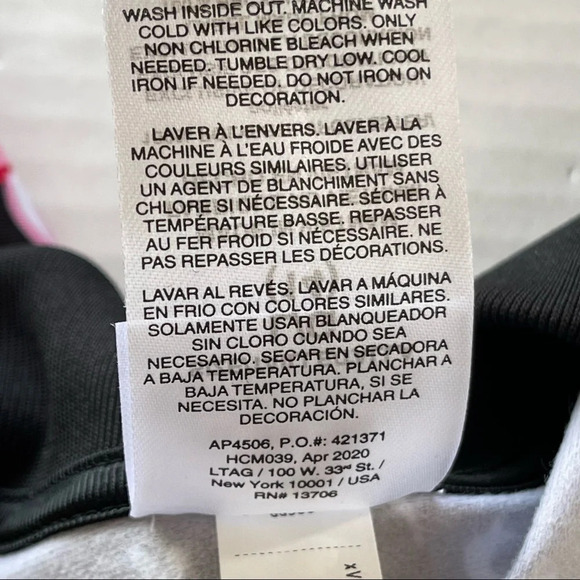 WASH INSIDE OUT. MACHINE WASH
COLD WITH LIKE COLORS. ONLY
NON CHLORINE BLEACH WHEN
NEEDED. TUMBLE DRY LOW. COOL
IRON IF NEEDED. DO NOT IRON ON
DECORATION.
LAVER À L'ENVERS. LAVER À LA
MACHINE À L'EAU FROIDE AVEC DES
COULEURS SIMILAIRES. UTILISER
UN AGENT DE BLANCHIMENT SANS
CHLORE SI NÉCESSAIRE. SÉCHER À
TEMPÉRATURE BASSE. REPASSER
AU FER FROID SI NÉCESSAIRE. NE
PAS REPASSER LES DÉCORATIONS.
LAVAR AL REVÉS. LAVAR A MÁQUINA
EN FRIO CON COLORES SIMILARES.
SOLAMENTE USAR BLANQUEADOR
SIN CLORO CUANDO SEA
NECESARIO. SECAR EN SECADORA
A BAJA TEMPERATURA. PLANCHAR A
BAJA TEMPERATURA, SI SE
NECESITA. NO PLANCHAR LA
DECORACIÓN.
AP4506, P.O.#: 421371
HCM039, Apr 2020
LTAG / 100 W. 33rd St. /
New York 10001 / USA
RN# 13706